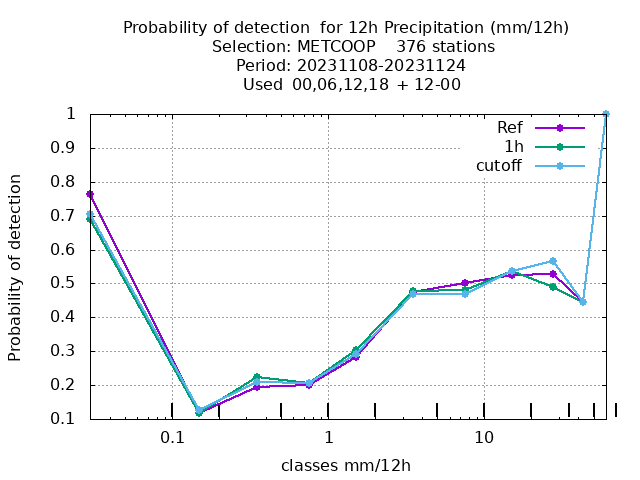 Probability of detection  for 12h Precipitation (mm/12h)
Selection: METCOOP    376 stations
Period: 20231108-20231124
Used  00,06,12,18  + 12-00
Ref
1h
cutoff
Probability of detection
1
0.9
0.8
0.7
0.6
0.5
0.4
0.3
0.2
0.1
0.1
1
10
classes mm/12h